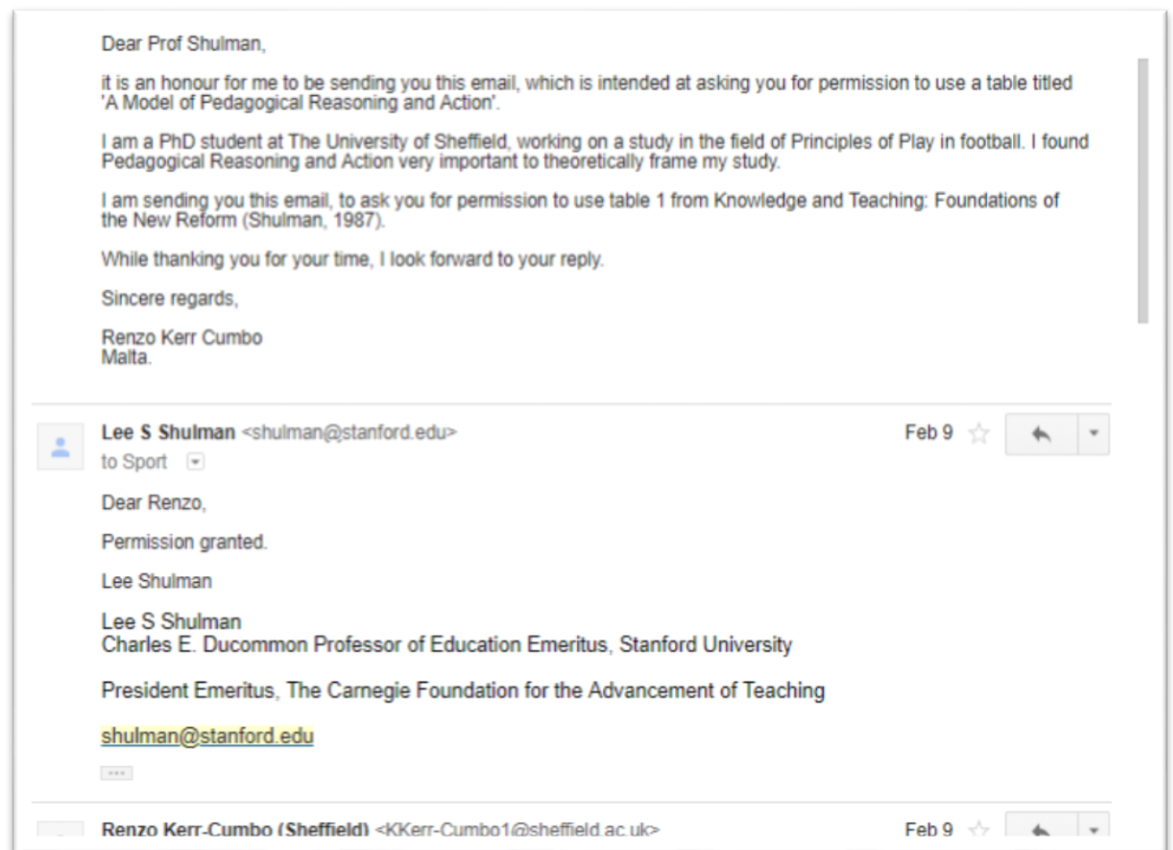 Dear Prof Shulman,
it is an honour for me to be sending you this email, which is intended at asking you for permission to use a table titled
'A Model of Pedagogical Reasoning and Action'.
I am a PhD student at The University of Sheffield, working on a study in the field of Principles of Play in football. I found
Pedagogical Reasoning and Action very important to theoretically frame my study.
I am sending you this email, to ask you for permission to use table 1 from Knowledge and Teaching: Foundations of
the New Reform (Shulman, 1987).
While thanking you for your time, I look forward to your reply.
Sincere regards,
Renzo Kerr Cumbo
Malta.
Lee S Shulman <shulman@stanford.edu> Feb 9
to Sport
Dear Renzo,
Permission granted.
Lee Shulman
Lee S Shulman
Charles E. Ducommon Professor of Education Emeritus, Stanford University
President Emeritus, The Carnegie Foundation for the Advancement of Teaching
shulman@stanford.edu
Renzo Kerr-Cumbo (Sheffield) <KKerr-Cumbo1@sheffield.ac.uk> Feb 9